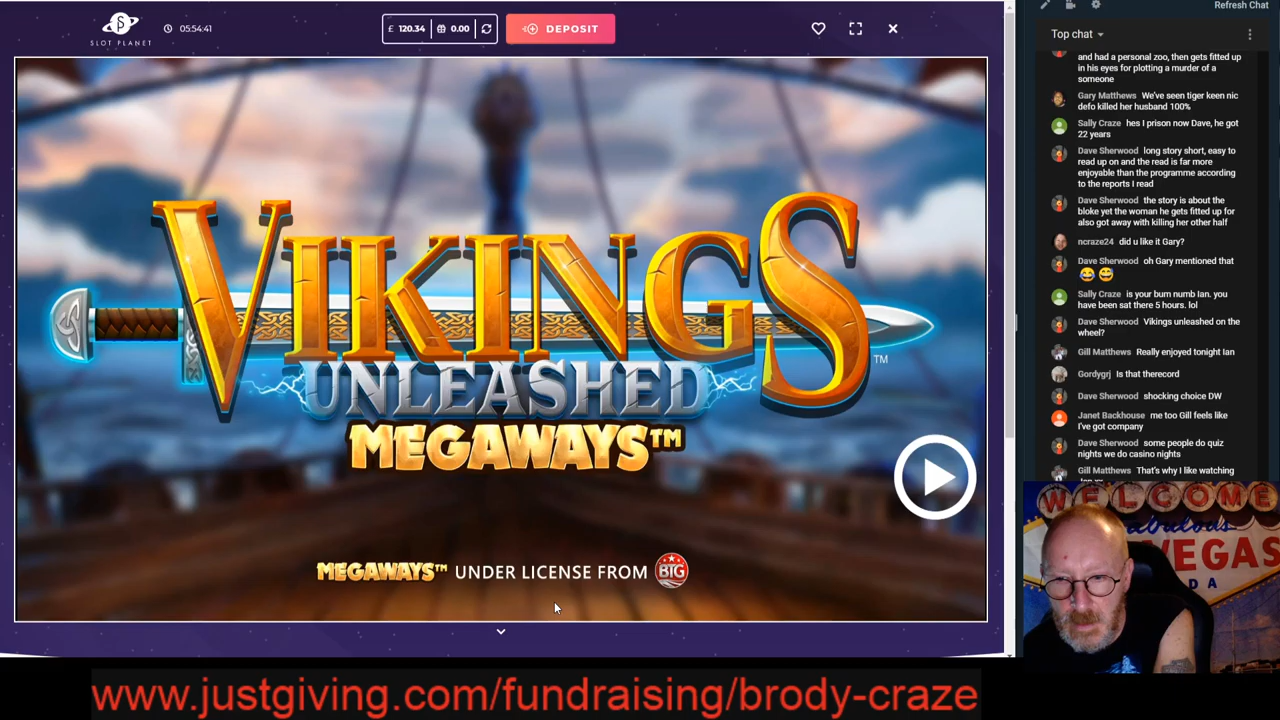 SLOT PLANET
05:54:41
£ 120.34
0.00
DEPOSIT
VIKINGS
TM
UNLEASHED
MEGAWAYS™
MEGAWAYS™ UNDER LICENSE FROM BTG
Refresh Chat
Top chat
and had a personal zoo, then gets fitted up
in his eyes for plotting a murder of a
someone
Gary Matthews We've seen tiger keen nic
defo killed her husband 100%
Sally Craze hes I prison now Dave, he got
22 years
Dave Sherwood long story short, easy to
read up on and the read is far more
enjoyable than the programme according
to the reports I read
Dave Sherwood the story is about the
bloke yet the woman he gets fitted up for
also got away with killing her other half
ncraze24 did u like it Gary?
Dave Sherwood oh Gary mentioned that
😂 😅
Sally Craze is your bum numb Ian. you
have been sat there 5 hours. lol
Dave Sherwood Vikings unleashed on the
wheel?
Gill Matthews Really enjoyed tonight Ian
Gordygrj Is that therecord
Dave Sherwood shocking choice DW
Janet Backhouse me too Gill feels like
I've got company
Dave Sherwood some people do quiz
nights we do casino nights
Gill Matthews That's why I like watching
WELCOME
abulous
VEGAS
DA
www.justgiving.com/fundraising/brody-craze